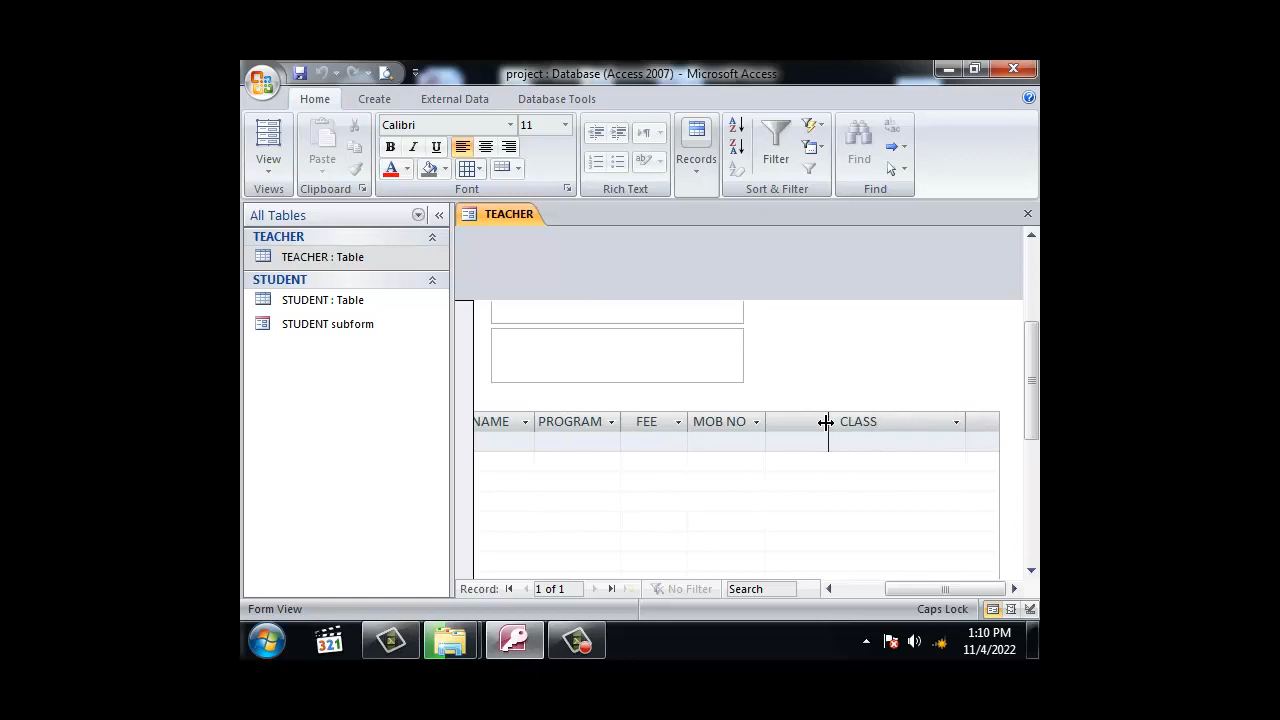 project : Database (Access 2007) - Microsoft Access
Home Create External Data Database Tools
Calibri 11
View Paste B I U Records Filter Find
Views Clipboard Font Rich Text Sort & Filter Find
All Tables TEACHER
TEACHER
TEACHER : Table
STUDENT
STUDENT : Table
STUDENT subform
NAME PROGRAM FEE MOB NO CLASS
Record: 1 of 1 No Filter Search
Form View Caps Lock
321
1:10 PM
11/4/2022